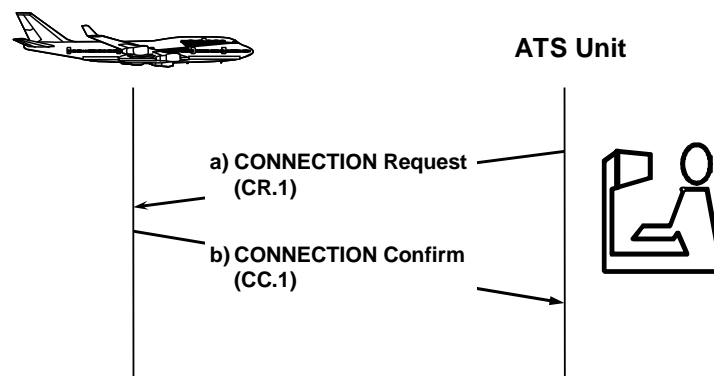 ATS Unit
a) CONNECTION Request
(CR.1)
b) CONNECTION Confirm
(CC.1)